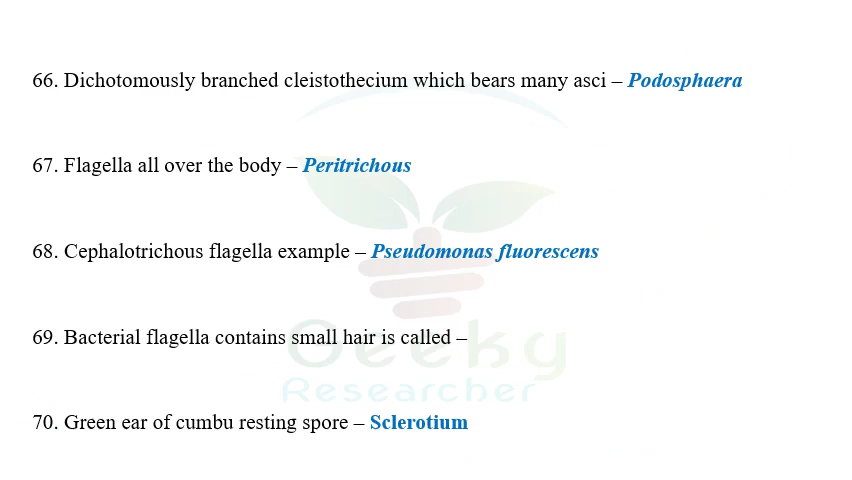 66. Dichotomously branched cleistothecium which bears many asci – Podosphaera
67. Flagella all over the body – Peritrichous
68. Cephalotrichous flagella example – Pseudomonas fluorescens
69. Bacterial flagella contains small hair is called –
Oeeky
Researcher
70. Green ear of cumbu resting spore – Sclerotium